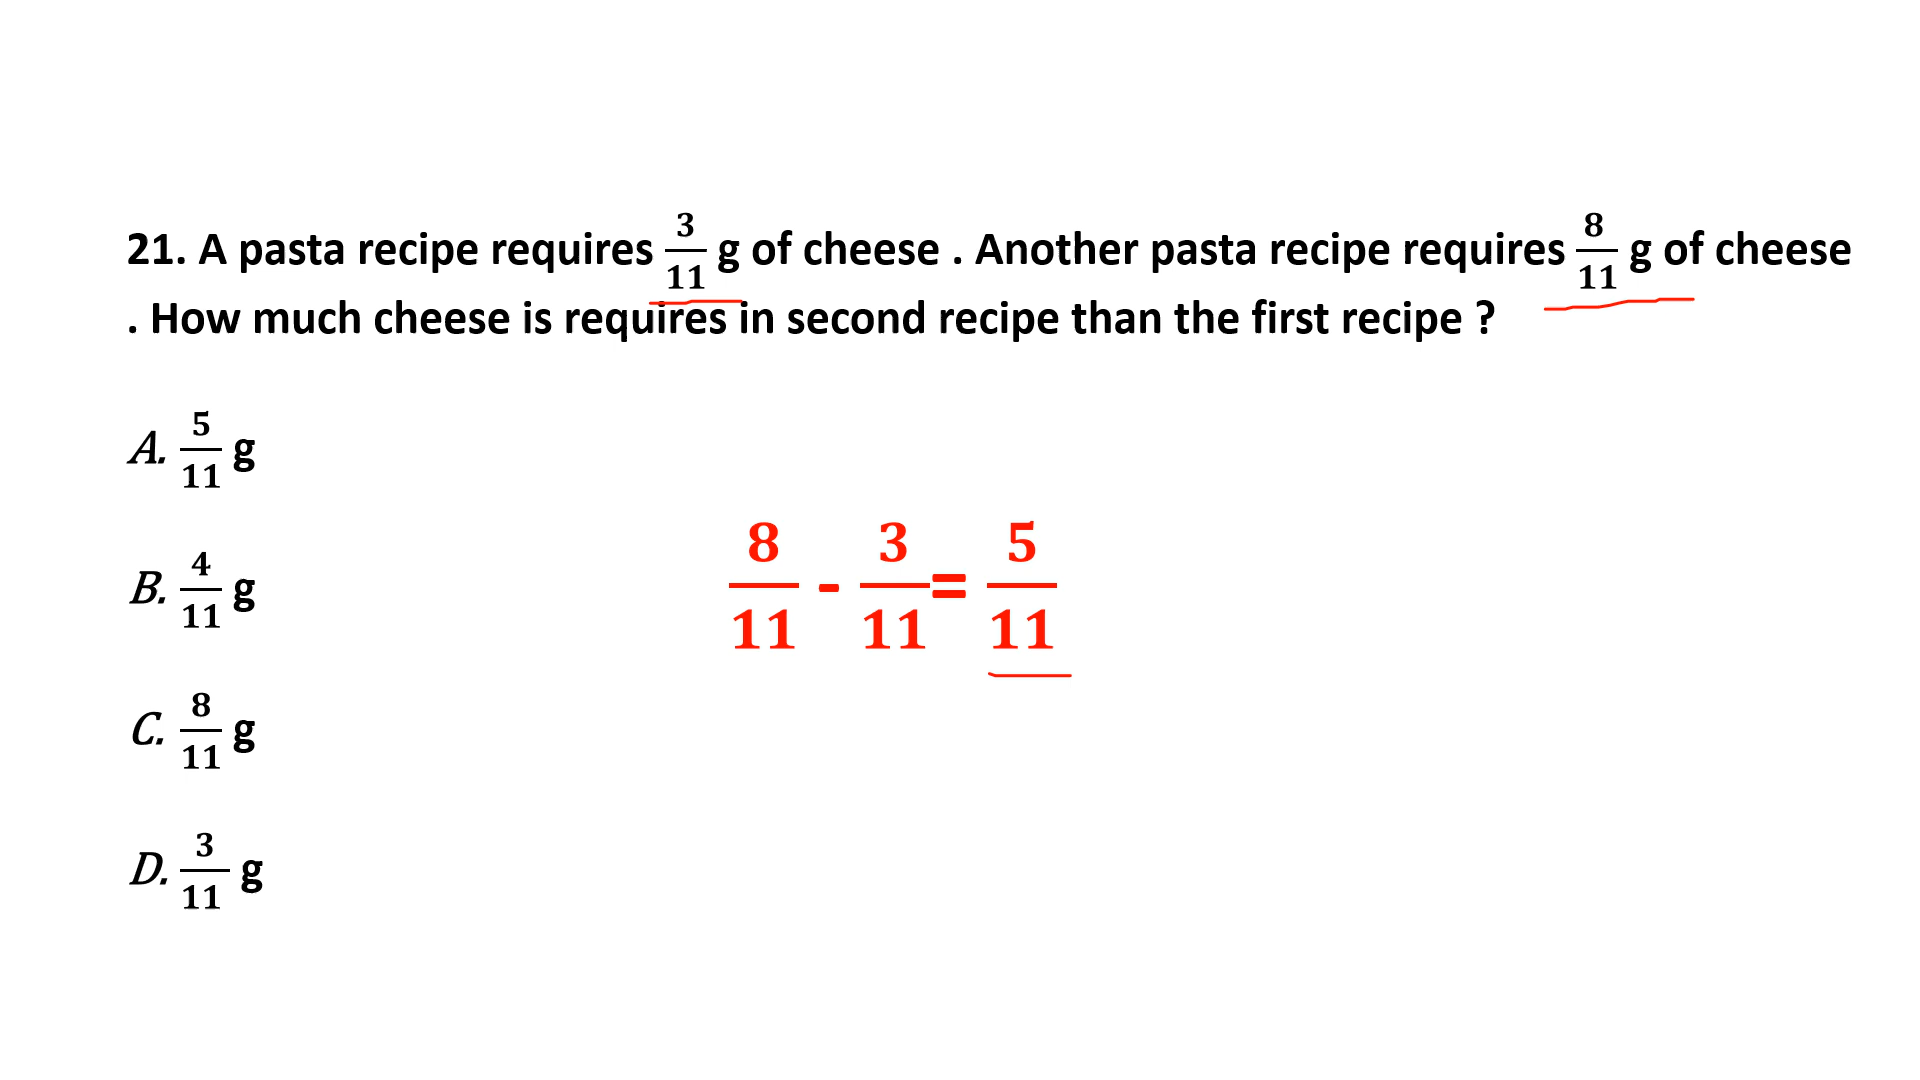 21. A pasta recipe requires 3/11 g of cheese . Another pasta recipe requires 8/11 g of cheese
. How much cheese is requires in second recipe than the first recipe ?
A. 5/11 g
B. 4/11 g
8/11 - 3/11 = 5/11
C. 8/11 g
D. 3/11 g